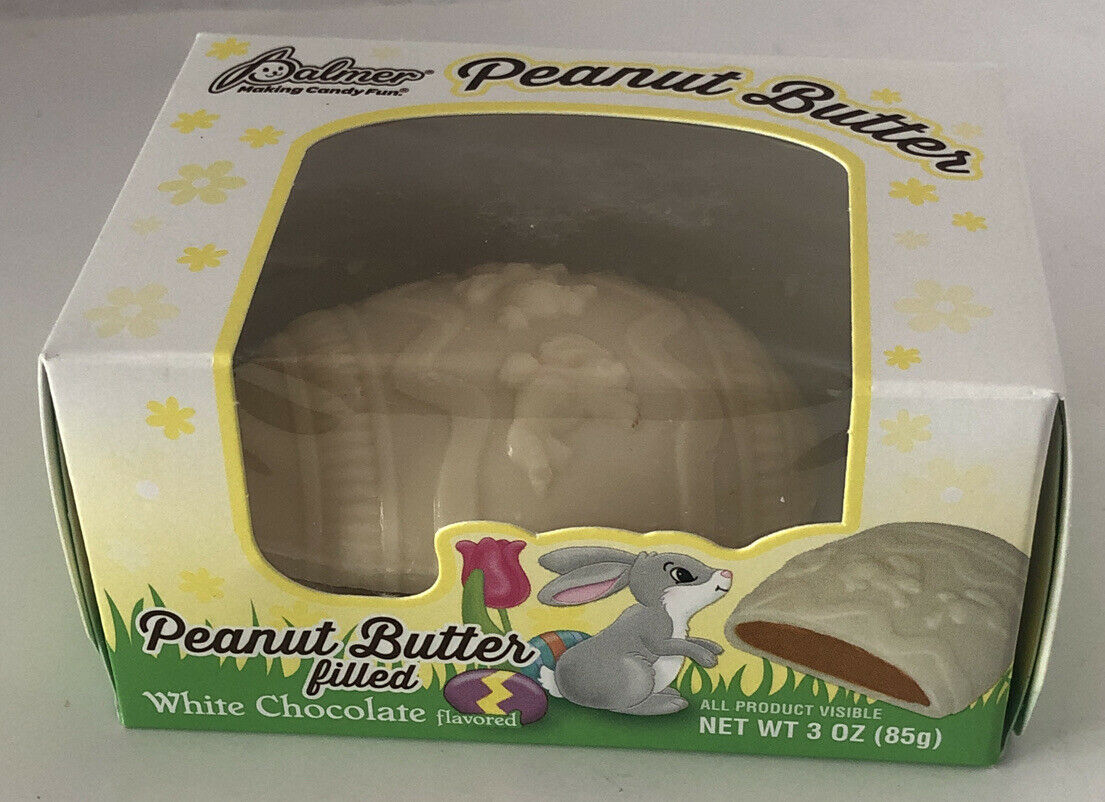 Palmer®
Making Candy Fun.®
Peanut Butter
Peanut Butter
filled
White Chocolate flavored
ALL PRODUCT VISIBLE
NET WT 3 OZ (85g)